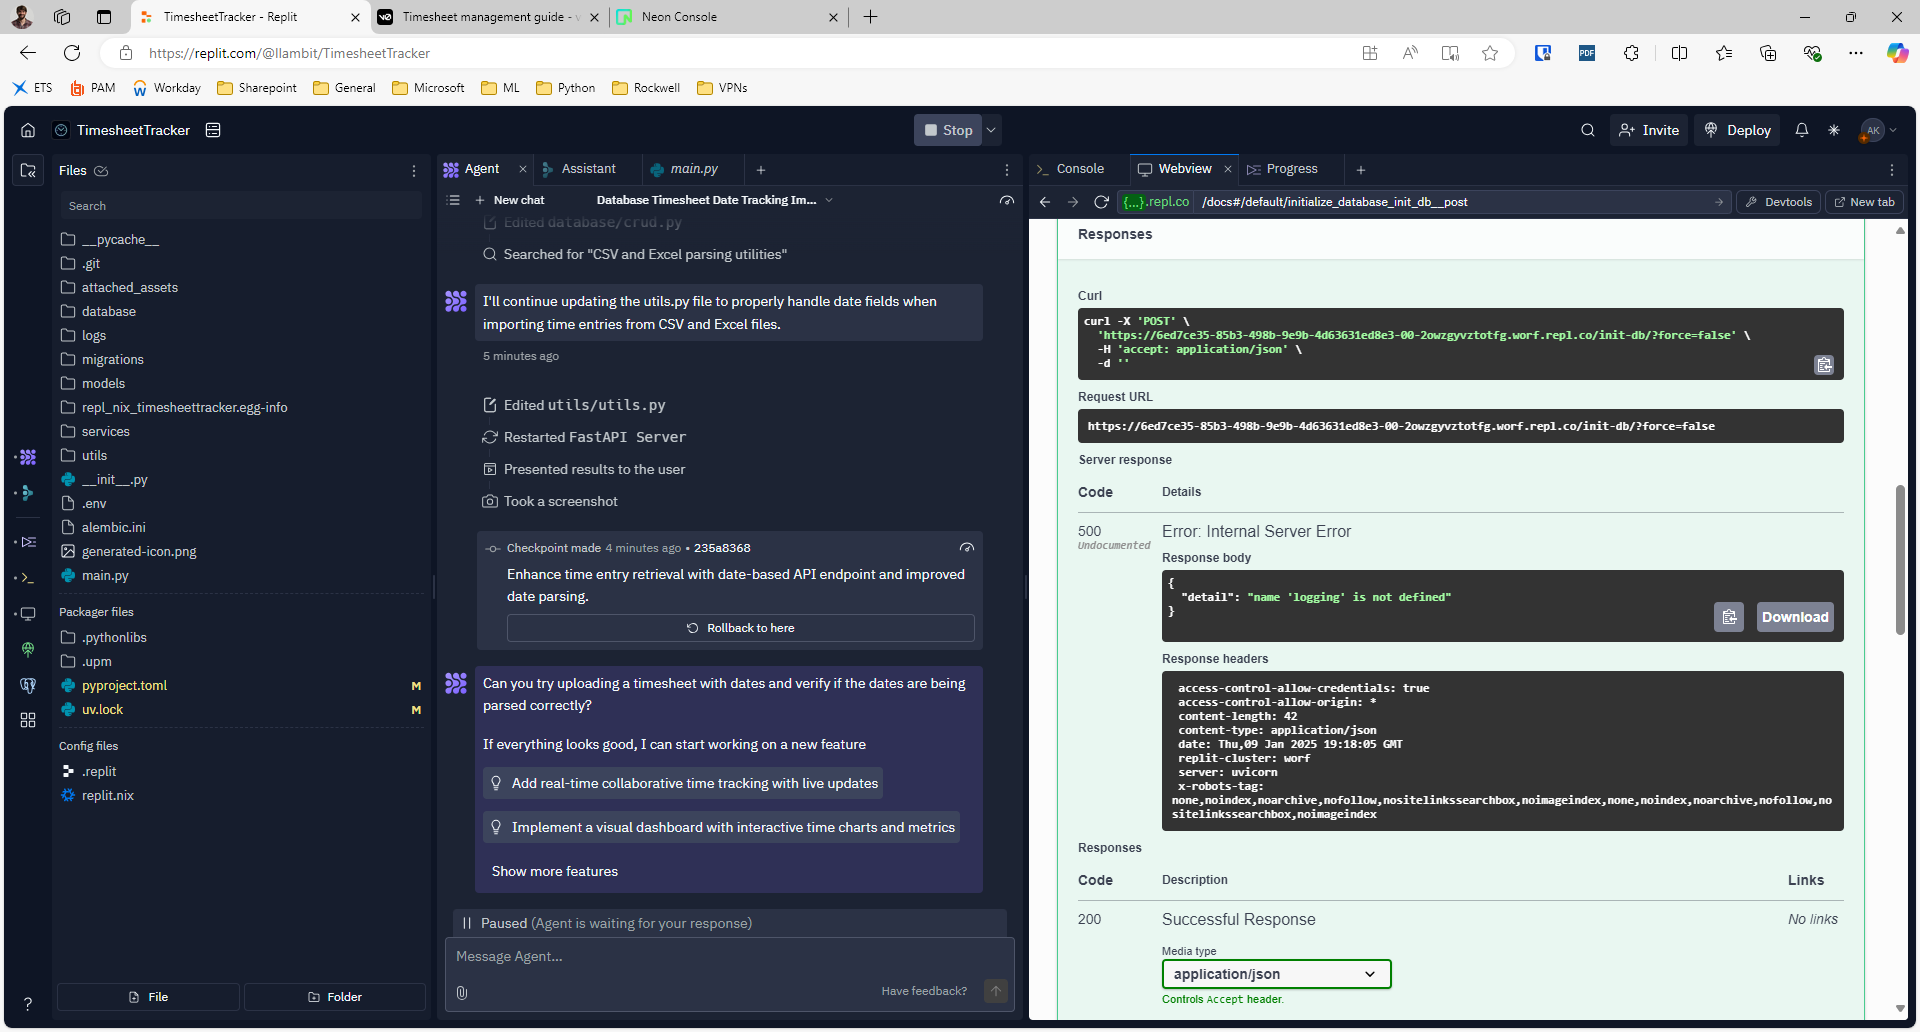 TimesheetTracker - Replit
Timesheet management guide - v
Neon Console
https://replit.com/@llambit/TimesheetTracker
ETS
PAM
Workday
Sharepoint
General
Microsoft
ML
Python
Rockwell
VPNs
TimesheetTracker
Stop
Invite
Deploy
AK
Files
Search
__pycache__
.git
attached_assets
database
logs
migrations
models
repl_nix_timesheettracker.egg-info
services
utils
__init__.py
.env
alembic.ini
generated-icon.png
main.py
Packager files
.pythonlibs
.upm
pyproject.toml M
uv.lock M
Config files
.replit
replit.nix
File
Folder
Agent
Assistant
main.py
New chat
Database Timesheet Date Tracking Im...
Edited database/crud.py
Searched for "CSV and Excel parsing utilities"
I'll continue updating the utils.py file to properly handle date fields when
importing time entries from CSV and Excel files.
5 minutes ago
Edited utils/utils.py
Restarted FastAPI Server
Presented results to the user
Took a screenshot
Checkpoint made 4 minutes ago • 235a8368
Enhance time entry retrieval with date-based API endpoint and improved
date parsing.
Rollback to here
Can you try uploading a timesheet with dates and verify if the dates are being
parsed correctly?
If everything looks good, I can start working on a new feature
Add real-time collaborative time tracking with live updates
Implement a visual dashboard with interactive time charts and metrics
Show more features
Paused (Agent is waiting for your response)
Message Agent...
Have feedback?
Console
Webview
Progress
{...}.repl.co
/docs#/default/initialize_database_init_db__post
Devtools
New tab
Responses
Curl
curl -X 'POST' \
'https://6ed7ce35-85b3-498b-9e9b-4d63631ed8e3-00-2owzgyvztotfg.worf.repl.co/init-db/?force=false' \
-H 'accept: application/json' \
-d ''
Request URL
https://6ed7ce35-85b3-498b-9e9b-4d63631ed8e3-00-2owzgyvztotfg.worf.repl.co/init-db/?force=false
Server response
Code Details
500 Error: Internal Server Error
Undocumented
Response body
{
"detail": "name 'logging' is not defined"
}
Download
Response headers
access-control-allow-credentials: true
access-control-allow-origin: *
content-length: 42
content-type: application/json
date: Thu,09 Jan 2025 19:18:05 GMT
replit-cluster: worf
server: uvicorn
x-robots-tag:
none,noindex,noarchive,nofollow,nositelinkssearchbox,noimageindex,none,noindex,noarchive,nofollow,no
sitelinkssearchbox,noimageindex
Responses
Code Description Links
200 Successful Response No links
Media type
application/json
Controls Accept header.